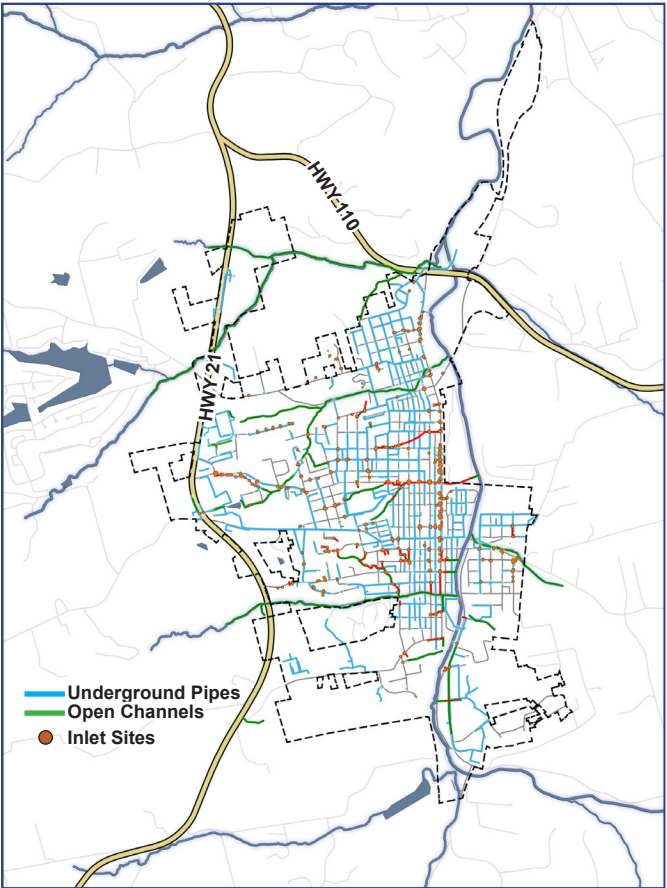 HWY 110
HWY 21
Underground Pipes
Open Channels
Inlet Sites